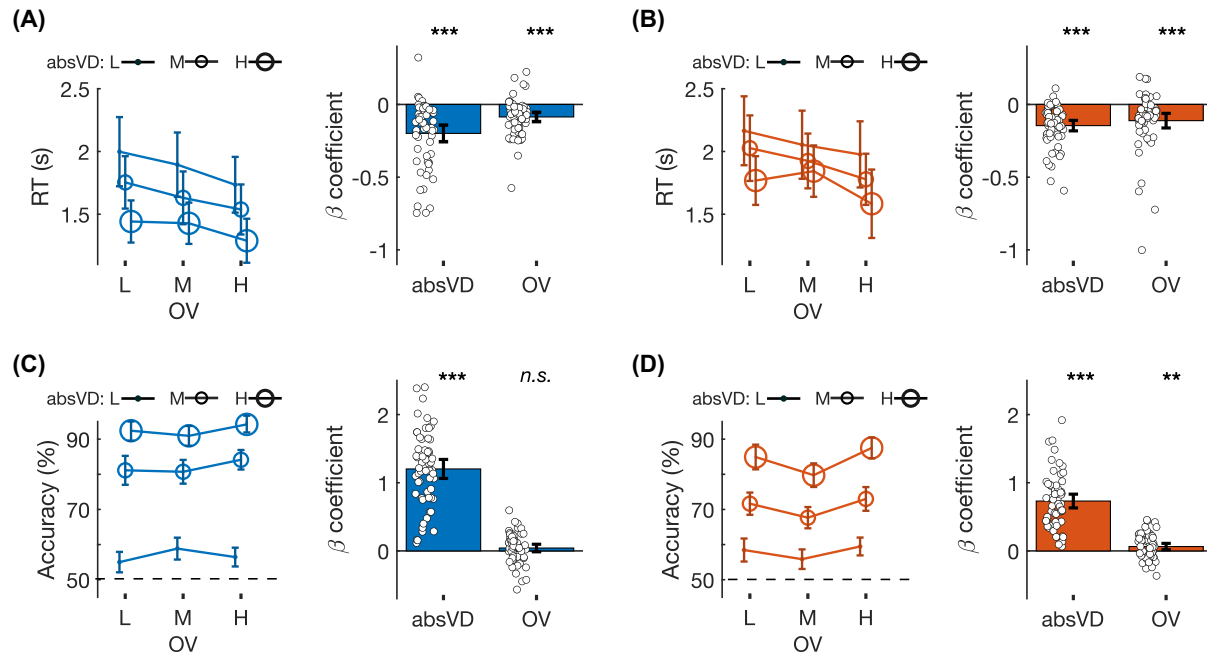 (A)
absVD: L M H
2.5
2
1.5
RT (s)
L M H
OV
*** ***
0
-0.5
-1
β coefficient
absVD OV
(B)
absVD: L M H
2.5
2
1.5
RT (s)
L M H
OV
*** ***
0
-0.5
-1
β coefficient
absVD OV
(C)
absVD: L M H
90
70
50
Accuracy (%)
L M H
OV
*** n.s.
2
1
0
β coefficient
absVD OV
(D)
absVD: L M H
90
70
50
Accuracy (%)
L M H
OV
*** **
2
1
0
β coefficient
absVD OV